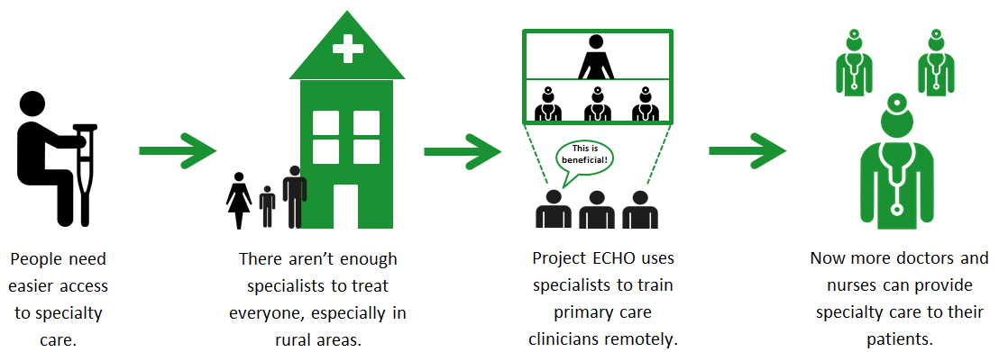 This is
beneficial!
People need
easier access
to specialty
care.
There aren’t enough
specialists to treat
everyone, especially in
rural areas.
Project ECHO uses
specialists to train
primary care
clinicians remotely.
Now more doctors and
nurses can provide
specialty care to their
patients.